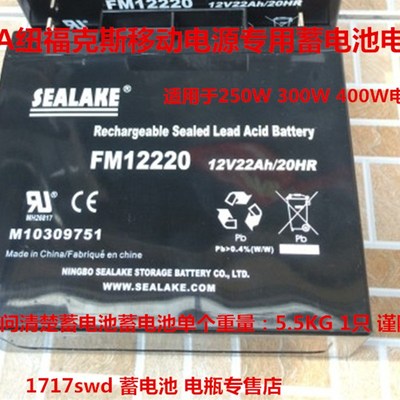 FM12220
A纽福克斯移动电源专用蓄电池电
SEALAKE
适用于250W 300W 400W电
Rechargeable Sealed Lead Acid Battery
FM12220 12V22Ah/20HR
MH26817
M10309751
Pb Pb
Pb>0.4%(W/W)
Made in China/Fabriqué en chine
NINGBO SEALAKE STORAGE BATTERY CO., LTD.
SEALAKE
问清楚蓄电池蓄电池单个重量：5.5KG 1只 谨
1717swd 蓄电池 电瓶专售店